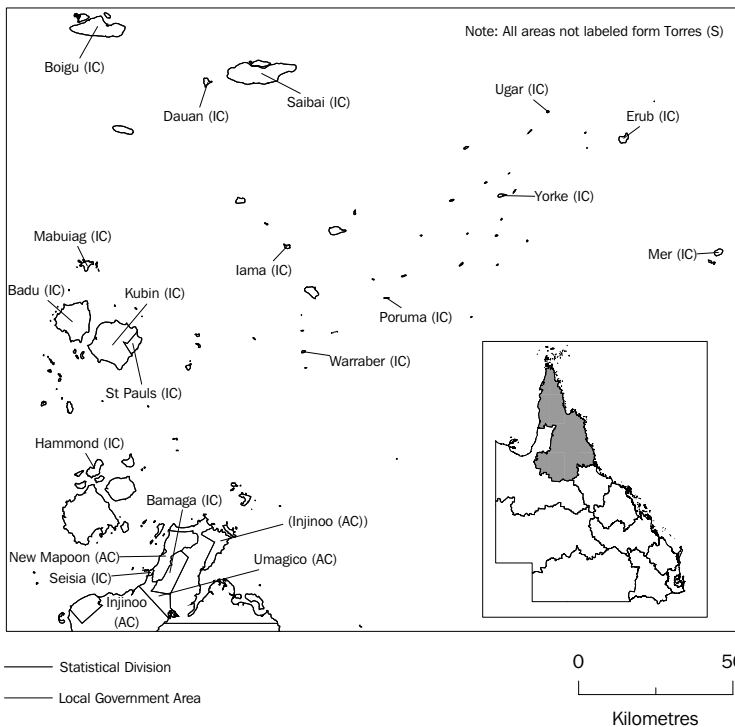 Note: All areas not labeled form Torres (S)
Boigu (IC)
Dauan (IC)
Saibai (IC)
Ugar (IC)
Erub (IC)
Yorke (IC)
Mabuiag (IC)
Iama (IC)
Mer (IC)
Badu (IC)
Kubin (IC)
Poruma (IC)
Warraber (IC)
St Pauls (IC)
Hammond (IC)
Bamaga (IC)
(Injinoo (AC))
New Mapoon (AC)
Umagico (AC)
Seisia (IC)
Injinoo
(AC)
Statistical Division
Local Government Area
0 50
Kilometres